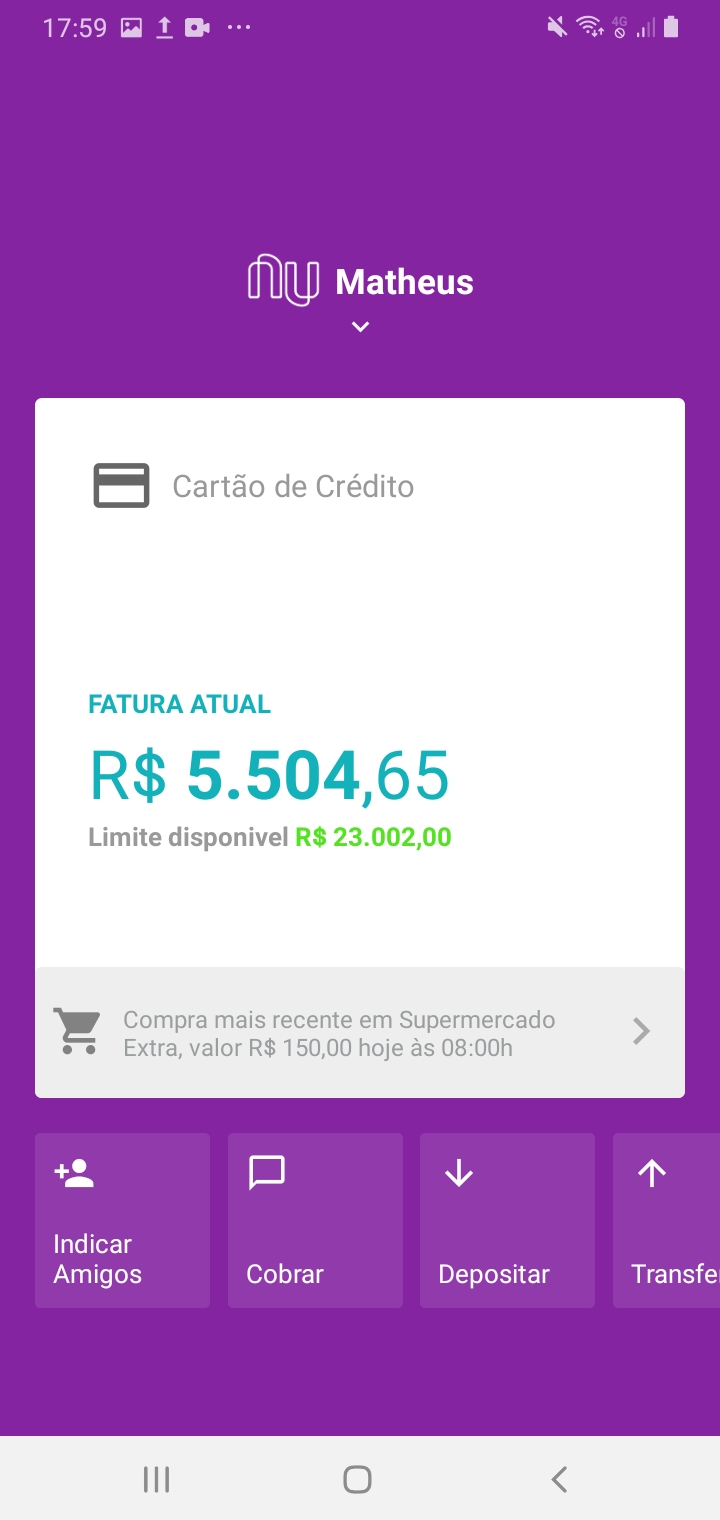 17:59
4G
nu Matheus
Cartão de Crédito
FATURA ATUAL
R$ 5.504,65
Limite disponivel R$ 23.002,00
Compra mais recente em Supermercado
Extra, valor R$ 150,00 hoje às 08:00h
Indicar
Amigos
Cobrar
Depositar
Transfe